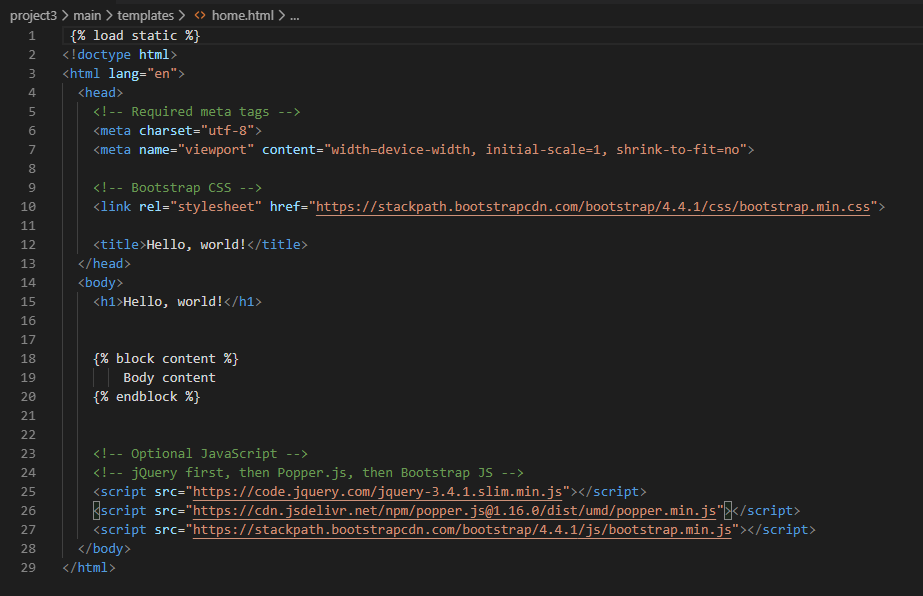 project3 > main > templates > <> home.html > ...
1 {% load static %}
2 <!doctype html>
3 <html lang="en">
4 <head>
5 <!-- Required meta tags -->
6 <meta charset="utf-8">
7 <meta name="viewport" content="width=device-width, initial-scale=1, shrink-to-fit=no">
8
9 <!-- Bootstrap CSS -->
10 <link rel="stylesheet" href="https://stackpath.bootstrapcdn.com/bootstrap/4.4.1/css/bootstrap.min.css">
11
12 <title>Hello, world!</title>
13 </head>
14 <body>
15 <h1>Hello, world!</h1>
16
17
18 {% block content %}
19 Body content
20 {% endblock %}
21
22
23 <!-- Optional JavaScript -->
24 <!-- jQuery first, then Popper.js, then Bootstrap JS -->
25 <script src="https://code.jquery.com/jquery-3.4.1.slim.min.js"></script>
26 <script src="https://cdn.jsdelivr.net/npm/popper.js@1.16.0/dist/umd/popper.min.js"></script>
27 <script src="https://stackpath.bootstrapcdn.com/bootstrap/4.4.1/js/bootstrap.min.js"></script>
28 </body>
29 </html>